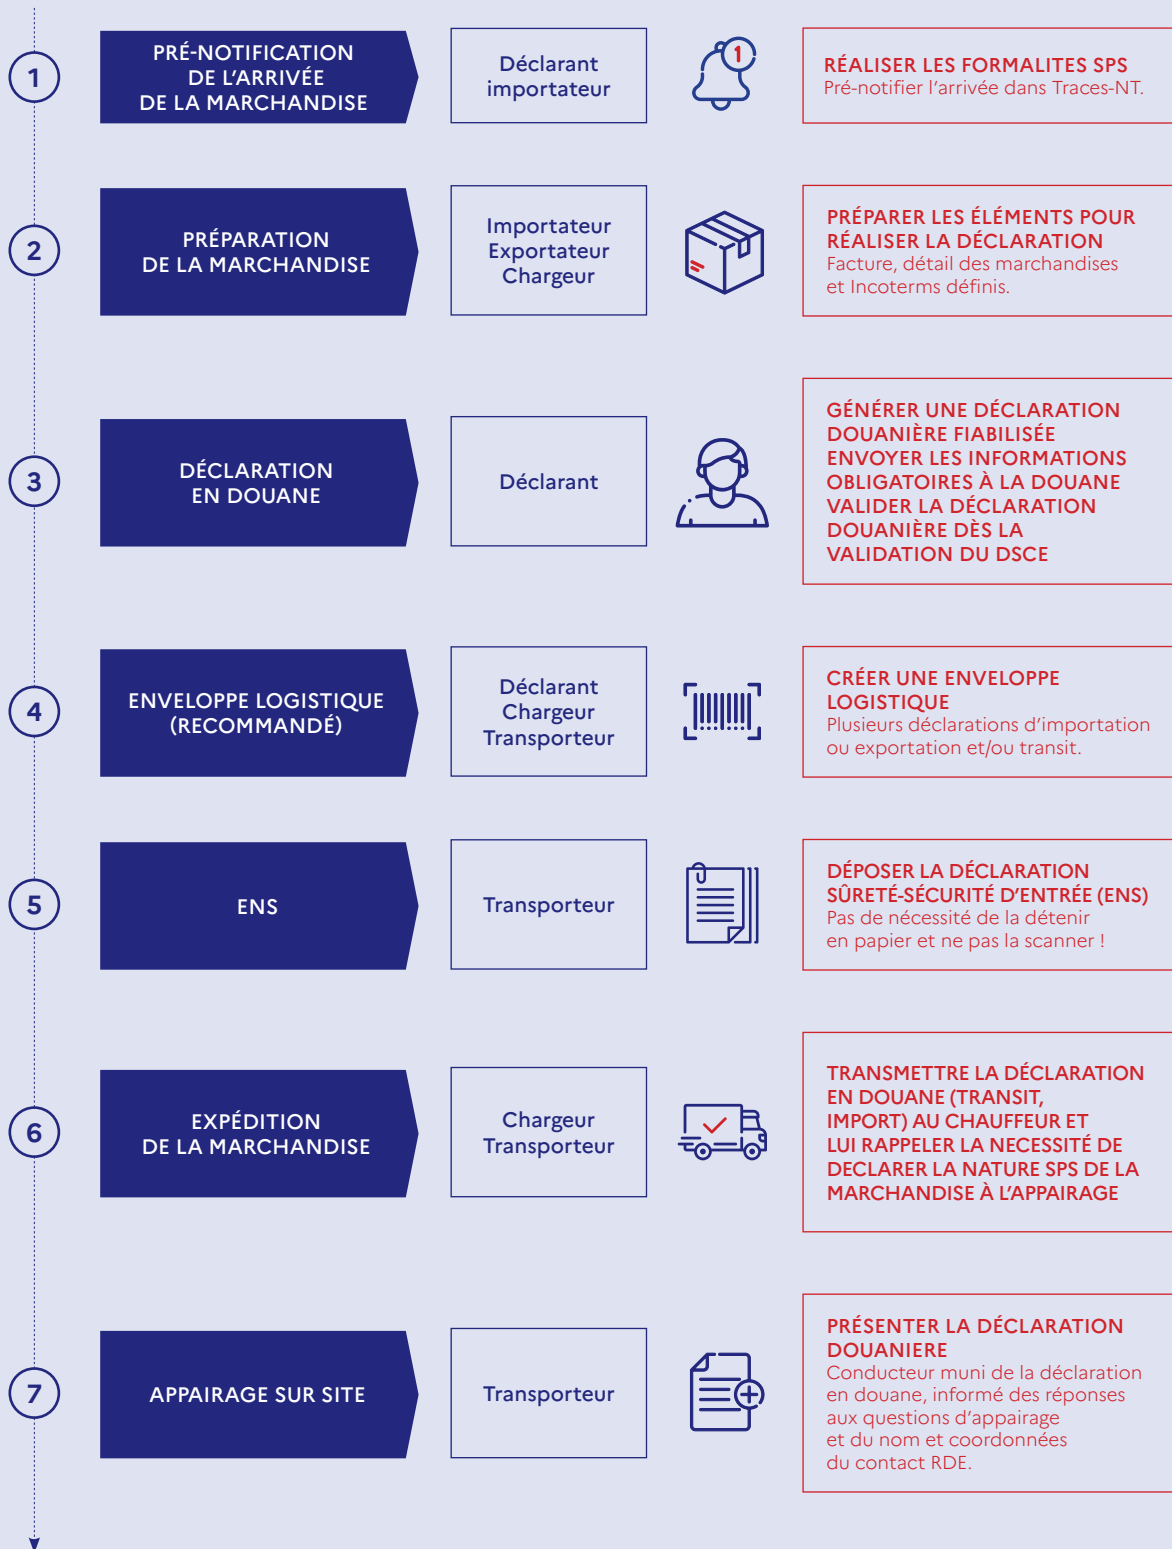 1
PRÉ-NOTIFICATION
DE L'ARRIVÉE
DE LA MARCHANDISE
Déclarant
importateur
1
RÉALISER LES FORMALITES SPS
Pré-notifier l'arrivée dans Traces-NT.
2
PRÉPARATION
DE LA MARCHANDISE
Importateur
Exportateur
Chargeur
PRÉPARER LES ÉLÉMENTS POUR
RÉALISER LA DÉCLARATION
Facture, détail des marchandises
et Incoterms définis.
3
DÉCLARATION
EN DOUANE
Déclarant
GÉNÉRER UNE DÉCLARATION
DOUANIÈRE FIABILISÉE
ENVOYER LES INFORMATIONS
OBLIGATOIRES À LA DOUANE
VALIDER LA DÉCLARATION
DOUANIÈRE DÈS LA
VALIDATION DU DSCE
4
ENVELOPPE LOGISTIQUE
(RECOMMANDÉ)
Déclarant
Chargeur
Transporteur
CRÉER UNE ENVELOPPE
LOGISTIQUE
Plusieurs déclarations d'importation
ou exportation et/ou transit.
5
ENS
Transporteur
DÉPOSER LA DÉCLARATION
SÛRETÉ-SÉCURITÉ D'ENTRÉE (ENS)
Pas de nécessité de la détenir
en papier et ne pas la scanner !
6
EXPÉDITION
DE LA MARCHANDISE
Chargeur
Transporteur
TRANSMETTRE LA DÉCLARATION
EN DOUANE (TRANSIT,
IMPORT) AU CHAUFFEUR ET
LUI RAPPELER LA NECESSITÉ DE
DECLARER LA NATURE SPS DE LA
MARCHANDISE À L'APPAIRAGE
7
APPAIRAGE SUR SITE
Transporteur
PRÉSENTER LA DÉCLARATION
DOUANIERE
Conducteur muni de la déclaration
en douane, informé des réponses
aux questions d'appairage
et du nom et coordonnées
du contact RDE.